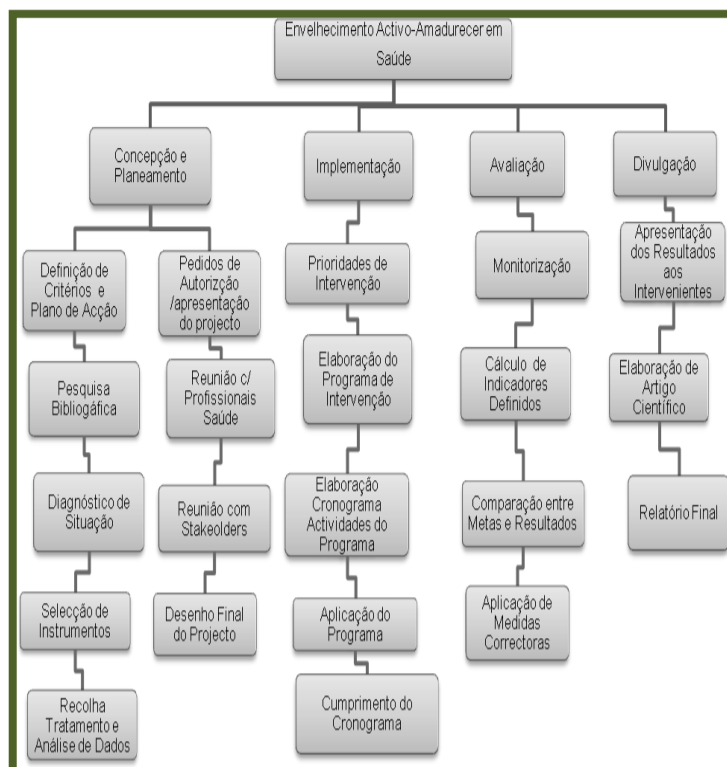 Envelhecimento Activo-Amadurecer em
Saúde
Concepção e
Planeamento
Implementação
Avaliação
Divulgação
Definição de
Critérios e
Plano de Acção
Pedidos de
Autorizção
/apresentação
do projecto
Prioridades de
Intervenção
Monitorização
Apresentação
dos Resultados
aos
Intervenientes
Pesquisa
Bibliogáfica
Reunião c/
Profissionais
Saúde
Elaboração do
Programa de
Intervenção
Cálculo de
Indicadores
Definidos
Elaboração de
Artigo
Científico
Diagnóstico de
Situação
Reunião com
Stakeolders
Elaboração
Cronograma
Actividades do
Programa
Comparação entre
Metas e Resultados
Relatório Final
Selecção de
Instrumentos
Desenho Final
do Projecto
Aplicação do
Programa
Aplicação de
Medidas
Correctoras
Recolha
Tratamento e
Análise de Dados
Cumprimento do
Cronograma